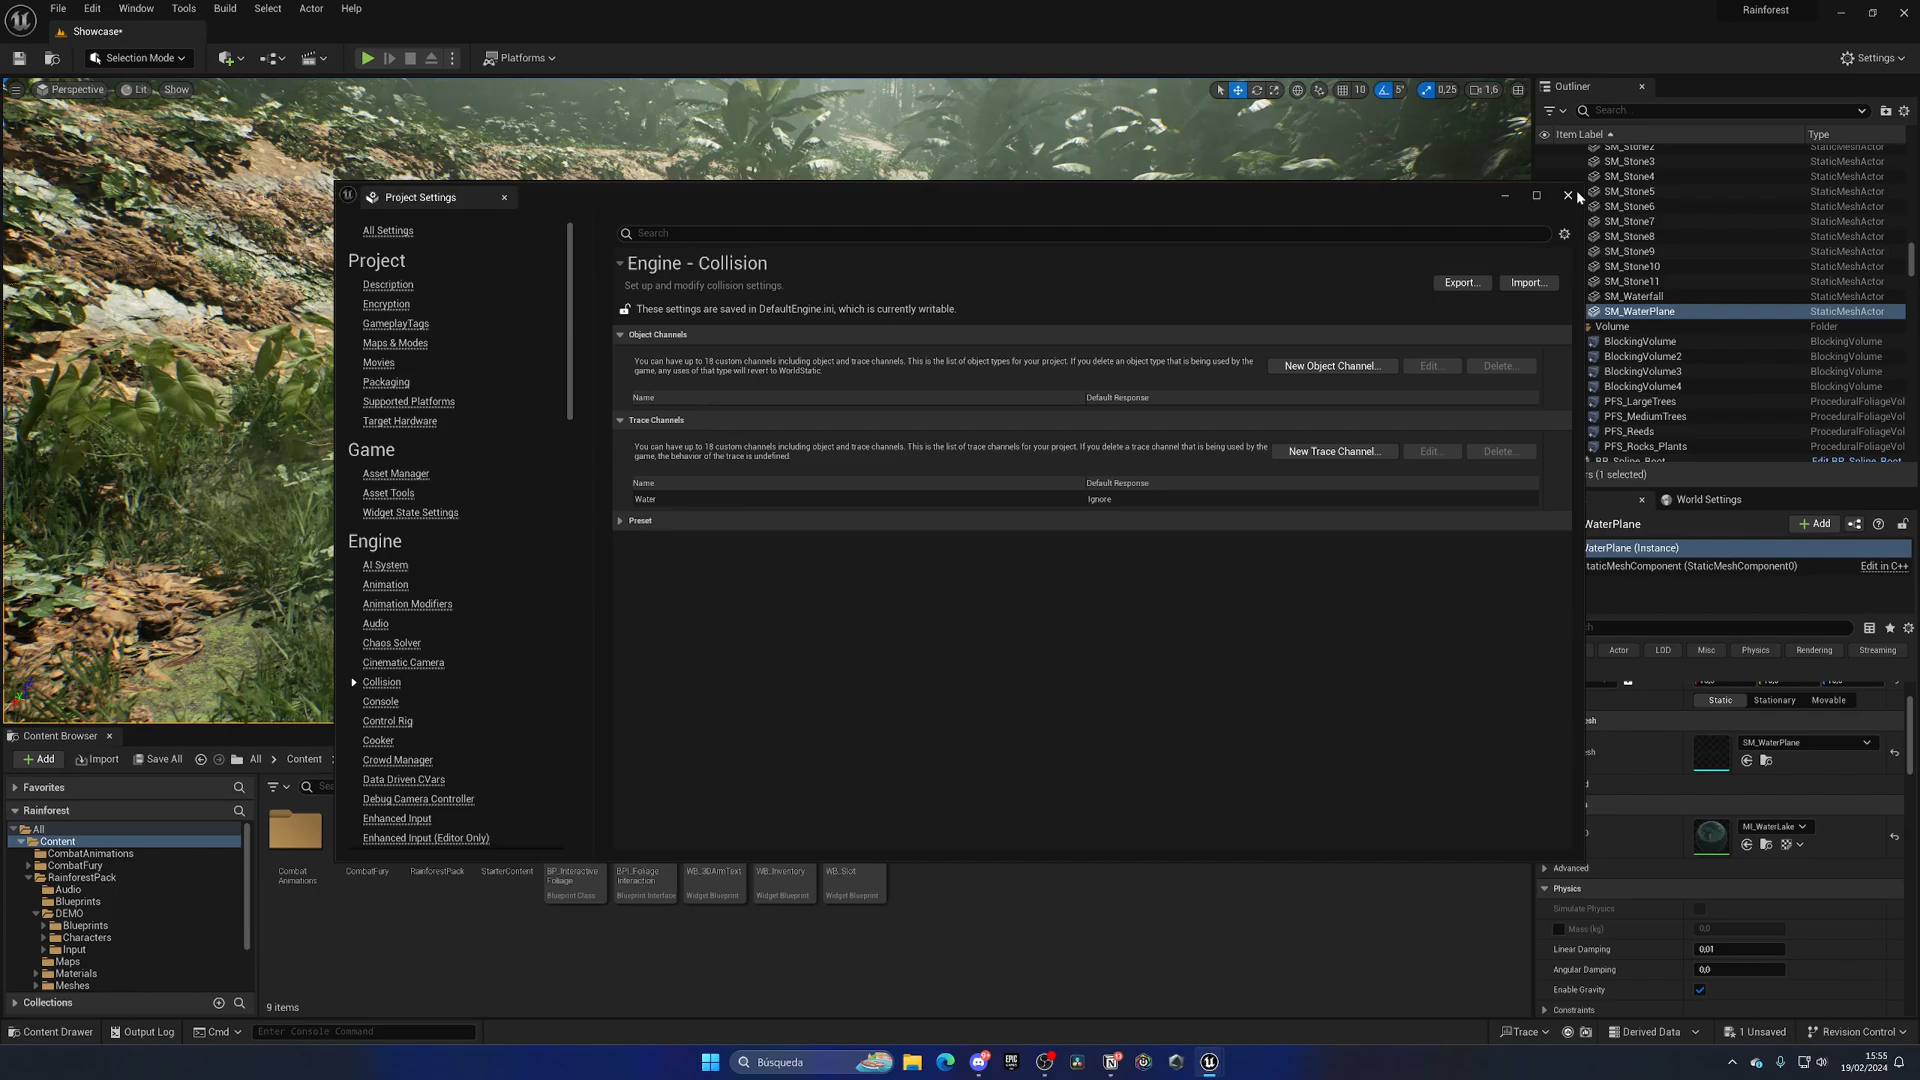 File Edit Window Tools Build Select Actor Help
Rainforest
Showcase*
Selection Mode
Platforms
Settings
Perspective Lit Show
10 5° 0,25 1,6
Outliner
Search...
Item Label Type
SM_Stone2 StaticMeshActor
SM_Stone3 StaticMeshActor
SM_Stone4 StaticMeshActor
SM_Stone5 StaticMeshActor
SM_Stone6 StaticMeshActor
SM_Stone7 StaticMeshActor
SM_Stone8 StaticMeshActor
SM_Stone9 StaticMeshActor
SM_Stone10 StaticMeshActor
SM_Stone11 StaticMeshActor
SM_Waterfall StaticMeshActor
SM_WaterPlane StaticMeshActor
Volume Folder
BlockingVolume BlockingVolume
BlockingVolume2 BlockingVolume
BlockingVolume3 BlockingVolume
BlockingVolume4 BlockingVolume
PFS_LargeTrees ProceduralFoliageVol
PFS_MediumTrees ProceduralFoliageVol
PFS_Reeds ProceduralFoliageVol
PFS_Rocks_Plants ProceduralFoliageVol
BP_Spline_Root Edit BP_Spline_Root
rs (1 selected)
Project Settings
All Settings
Project
Description
Encryption
GameplayTags
Maps & Modes
Movies
Packaging
Supported Platforms
Target Hardware
Game
Asset Manager
Asset Tools
Widget State Settings
Engine
AI System
Animation
Animation Modifiers
Audio
Chaos Solver
Cinematic Camera
Collision
Console
Control Rig
Cooker
Crowd Manager
Data Driven CVars
Debug Camera Controller
Enhanced Input
Enhanced Input (Editor Only)
Search
Engine - Collision
Set up and modify collision settings.
Export... Import...
These settings are saved in DefaultEngine.ini, which is currently writable.
Object Channels
You can have up to 18 custom channels including object and trace channels. This is the list of object types for your project. If you delete an object type that is being used by the
game, any uses of that type will revert to WorldStatic.
New Object Channel... Edit... Delete...
Name Default Response
Trace Channels
You can have up to 18 custom channels including object and trace channels. This is the list of trace channels for your project. If you delete a trace channel that is being used by the
game, the behavior of the trace is undefined.
New Trace Channel... Edit... Delete...
Name Default Response
Water Ignore
Preset
World Settings
WaterPlane
Add
WaterPlane (Instance)
StaticMeshComponent (StaticMeshComponent0) Edit in C++
Actor LOD Misc Physics Rendering Streaming
Static Stationary Movable
SM_WaterPlane
MI_WaterLake
Advanced
Physics
Simulate Physics
Mass (kg) 0,0
Linear Damping 0,01
Angular Damping 0,0
Enable Gravity
Constraints
Content Browser
Add Import Save All All Content
Favorites
Rainforest
All
Content
CombatAnimations
CombatFury
RainforestPack
Audio
Blueprints
DEMO
Blueprints
Characters
Input
Maps
Materials
Meshes
Collections
Combat
Animations
CombatFury
RainforestPack
StarterContent
BP_Interactive
Foliage
Blueprint Class
BPI_Foliage
Interaction
Blueprint Interface
WB_3DArmText
Widget Blueprint
WB_Inventory
Widget Blueprint
WB_Slot
Widget Blueprint
9 items
Content Drawer Output Log Cmd Enter Console Command
Trace Derived Data 1 Unsaved Revision Control
Búsqueda
15:55
19/02/2024